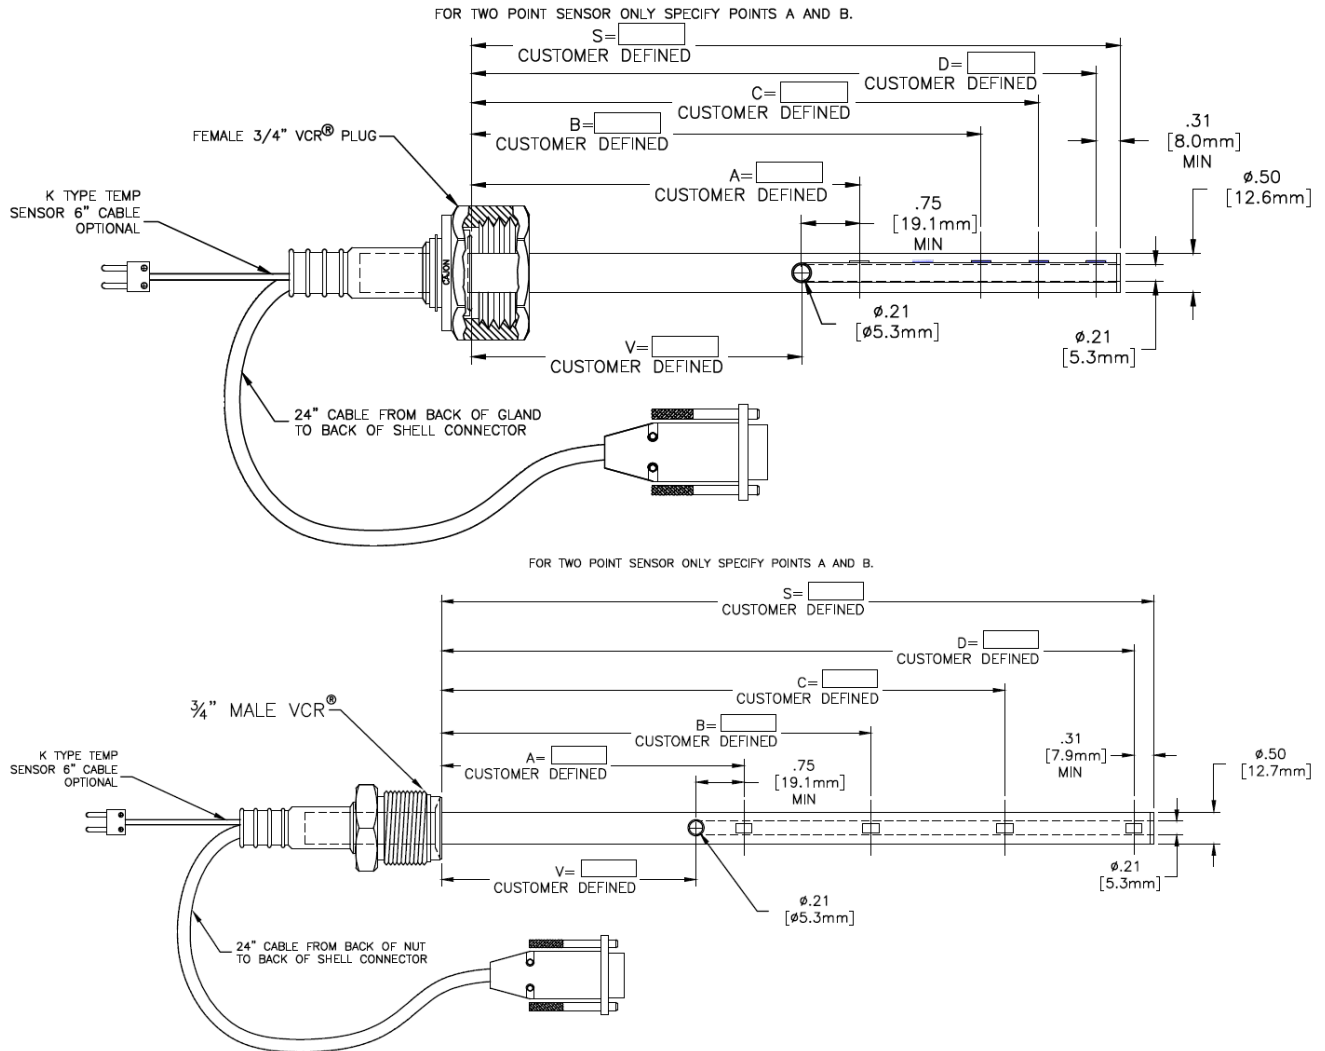 FOR TWO POINT SENSOR ONLY SPECIFY POINTS A AND B.
S=
CUSTOMER DEFINED
D=
CUSTOMER DEFINED
C=
CUSTOMER DEFINED
B=
CUSTOMER DEFINED
A=
CUSTOMER DEFINED
.31
[8.0mm]
MIN
ø.50
[12.6mm]
.75
[19.1mm]
MIN
FEMALE 3/4" VCR® PLUG
K TYPE TEMP
SENSOR 6" CABLE
OPTIONAL
CAJON
ø.21
[ø5.3mm]
ø.21
[5.3mm]
V=
CUSTOMER DEFINED
24" CABLE FROM BACK OF GLAND
TO BACK OF SHELL CONNECTOR
FOR TWO POINT SENSOR ONLY SPECIFY POINTS A AND B.
S=
CUSTOMER DEFINED
D=
CUSTOMER DEFINED
C=
CUSTOMER DEFINED
B=
CUSTOMER DEFINED
A=
CUSTOMER DEFINED
.75
[19.1mm]
MIN
.31
[7.9mm]
MIN
ø.50
[12.7mm]
¾" MALE VCR®
K TYPE TEMP
SENSOR 6" CABLE
OPTIONAL
V=
CUSTOMER DEFINED
ø.21
[ø5.3mm]
ø.21
[5.3mm]
24" CABLE FROM BACK OF NUT
TO BACK OF SHELL CONNECTOR